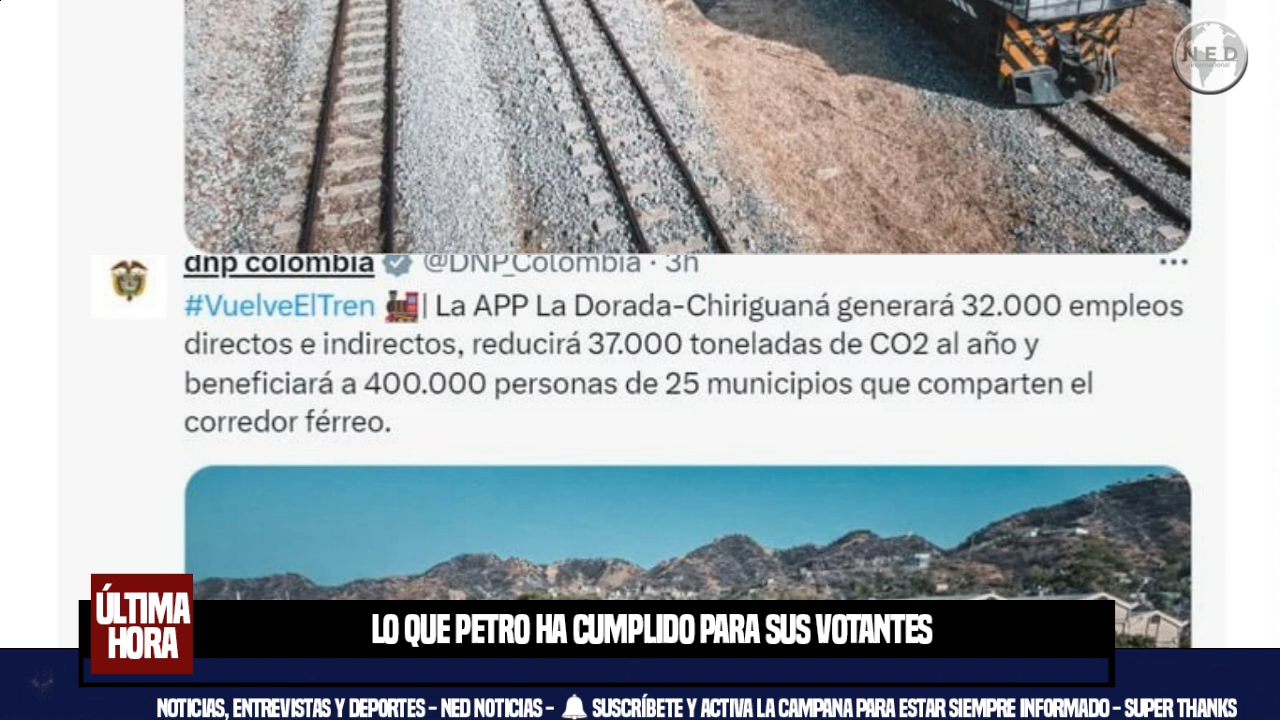 NED
International
dnp colombia @DNP_Colombia · 3h
#VuelveElTren | La APP La Dorada-Chiriguaná generará 32.000 empleos
directos e indirectos, reducirá 37.000 toneladas de CO2 al año y
beneficiará a 400.000 personas de 25 municipios que comparten el
corredor férreo.
ÚLTIMA
HORA
LO QUE PETRO HA CUMPLIDO PARA SUS VOTANTES
NOTICIAS, ENTREVISTAS Y DEPORTES - NED NOTICIAS - SUSCRÍBETE Y ACTIVA LA CAMPANA PARA ESTAR SIEMPRE INFORMADO - SUPER THANKS